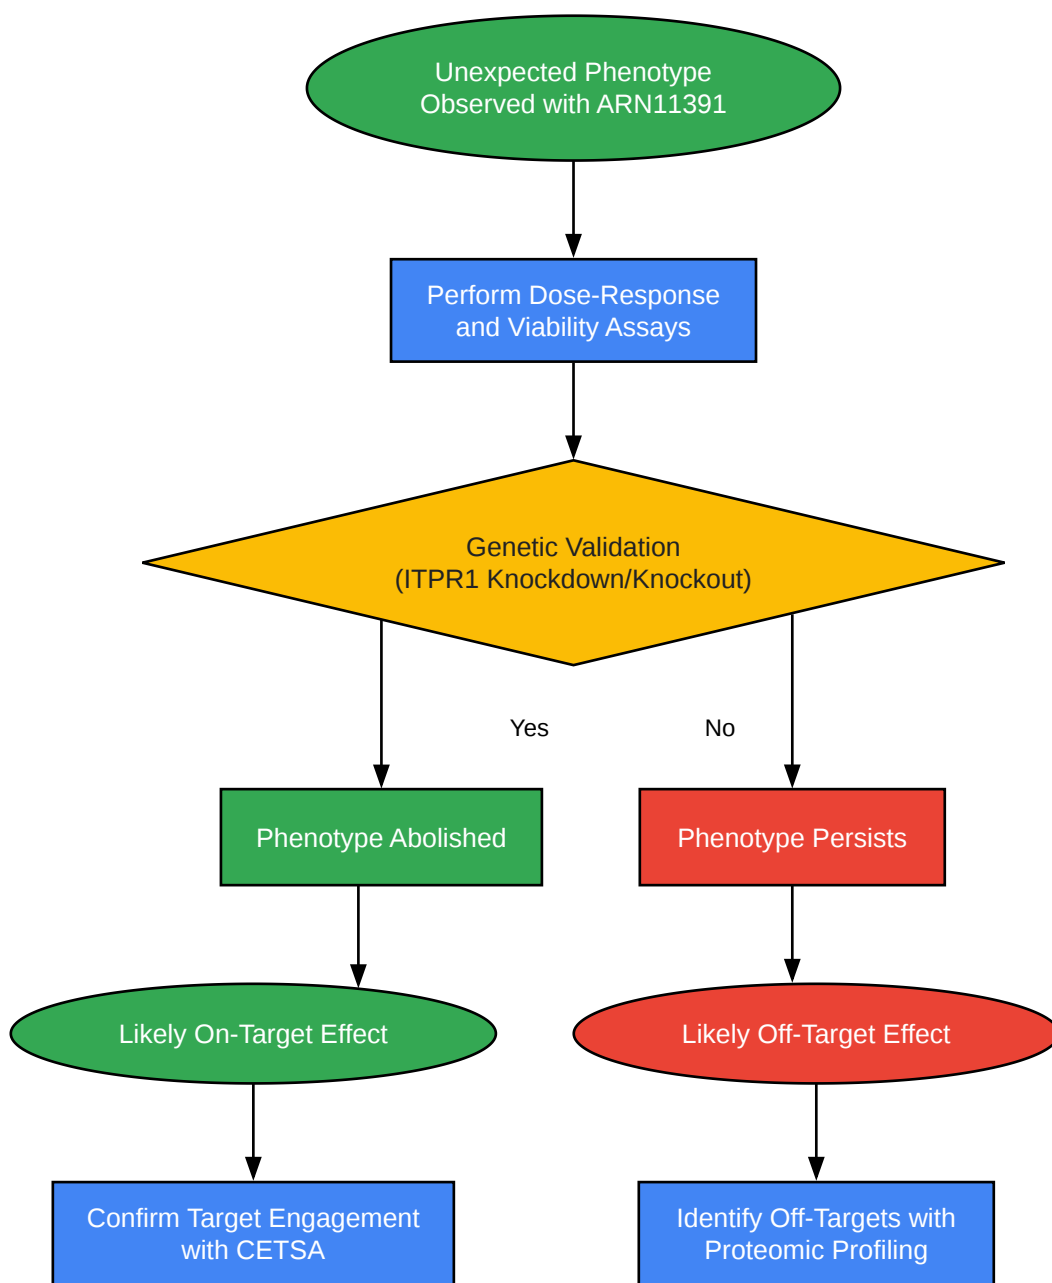 Unexpected Phenotype
Observed with ARN11391
Perform Dose-Response
and Viability Assays
Genetic Validation
(ITPR1 Knockdown/Knockout)
Yes
No
Phenotype Abolished
Phenotype Persists
Likely On-Target Effect
Likely Off-Target Effect
Confirm Target Engagement
with CETSA
Identify Off-Targets with
Proteomic Profiling